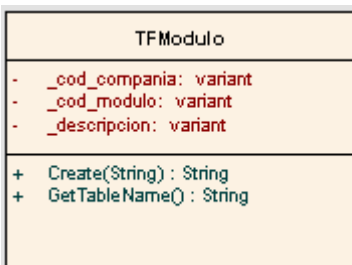 TFModulo
- _cod_compania: variant
- _cod_modulo: variant
- _descripcion: variant
+ Create(String) : String
+ GetTableName() : String